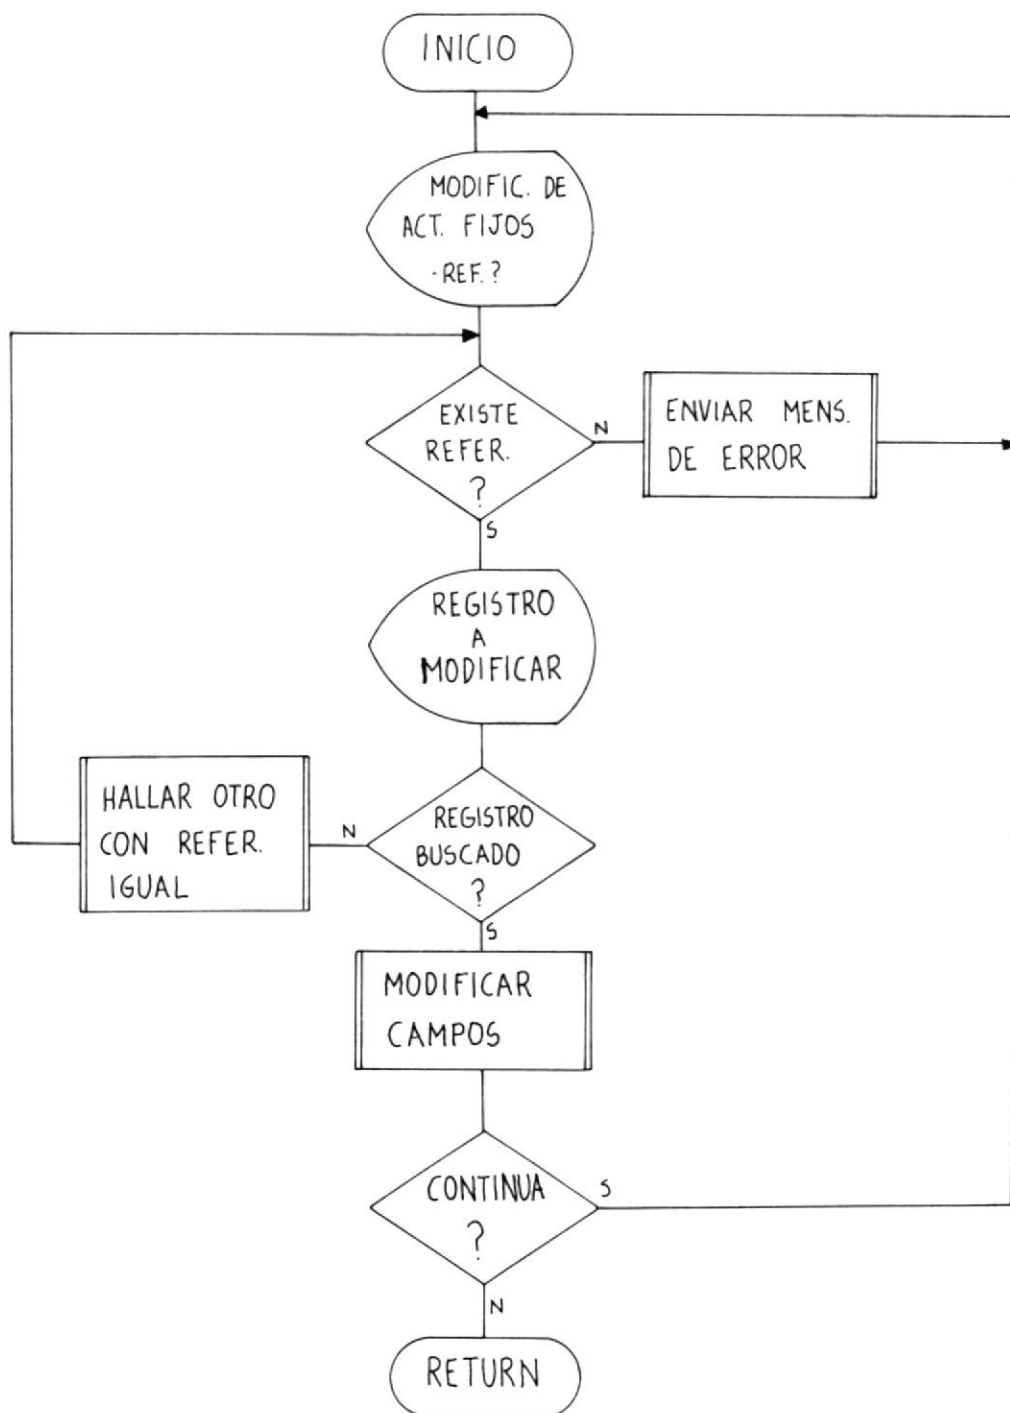 INICIO
MODIFIC. DE
ACT. FIJOS
-REF.?
EXISTE
REFER.
?
N
ENVIAR MENS.
DE ERROR
S
REGISTRO
A
MODIFICAR
REGISTRO
BUSCADO
?
N
HALLAR OTRO
CON REFER.
IGUAL
S
MODIFICAR
CAMPOS
CONTINUA
?
S
N
RETURN